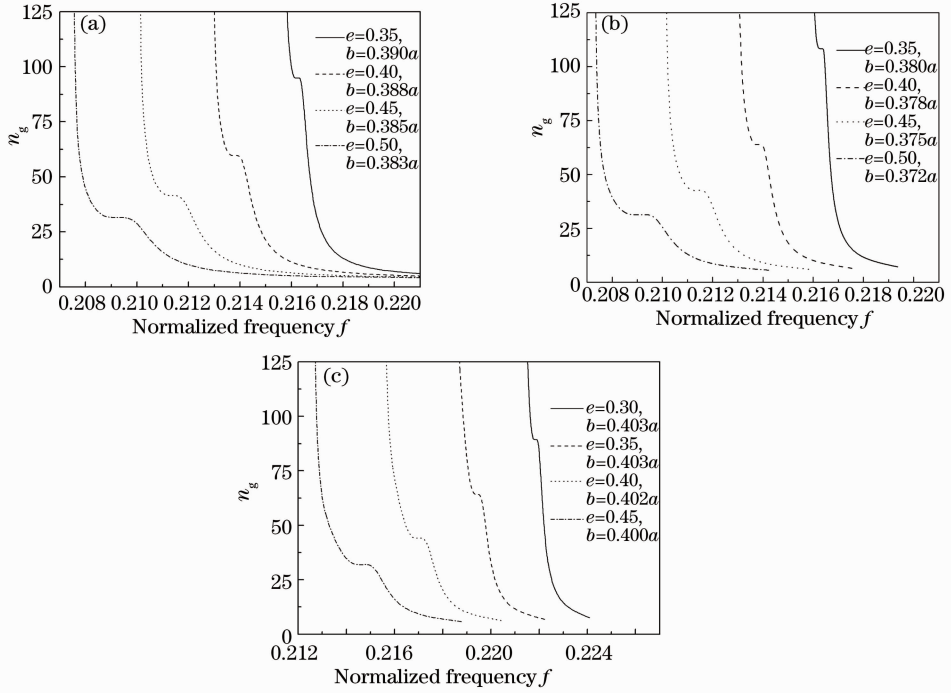 (a)
125
100
75
50
25
0
n_g
e=0.35,
b=0.390a
e=0.40,
b=0.388a
e=0.45,
b=0.385a
e=0.50,
b=0.383a
0.208 0.210 0.212 0.214 0.216 0.218 0.220
Normalized frequency f
(b)
125
100
75
50
25
0
n_g
e=0.35,
b=0.380a
e=0.40,
b=0.378a
e=0.45,
b=0.375a
e=0.50,
b=0.372a
0.208 0.210 0.212 0.214 0.216 0.218 0.220
Normalized frequency f
(c)
125
100
75
50
25
0
n_g
e=0.30,
b=0.403a
e=0.35,
b=0.403a
e=0.40,
b=0.402a
e=0.45,
b=0.400a
0.212 0.216 0.220 0.224
Normalized frequency f